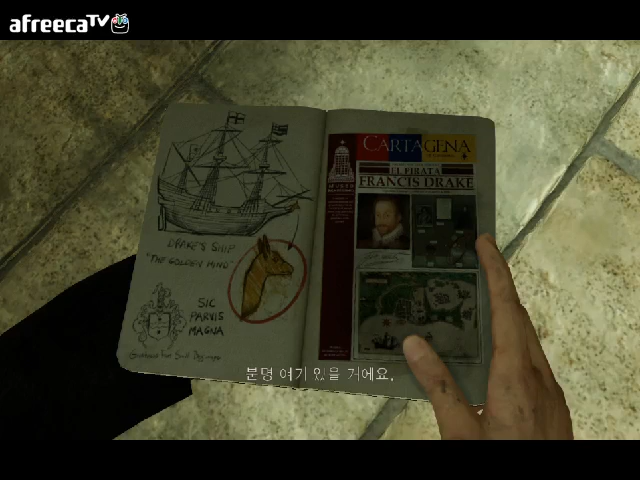 afreecaTV
DRAKE'S SHIP
"THE GOLDEN HIND"
SIC
PARVIS
MAGNA
CARTAGENA
EL PIRATA
FRANCIS DRAKE
분명 여기 있을 거에요.